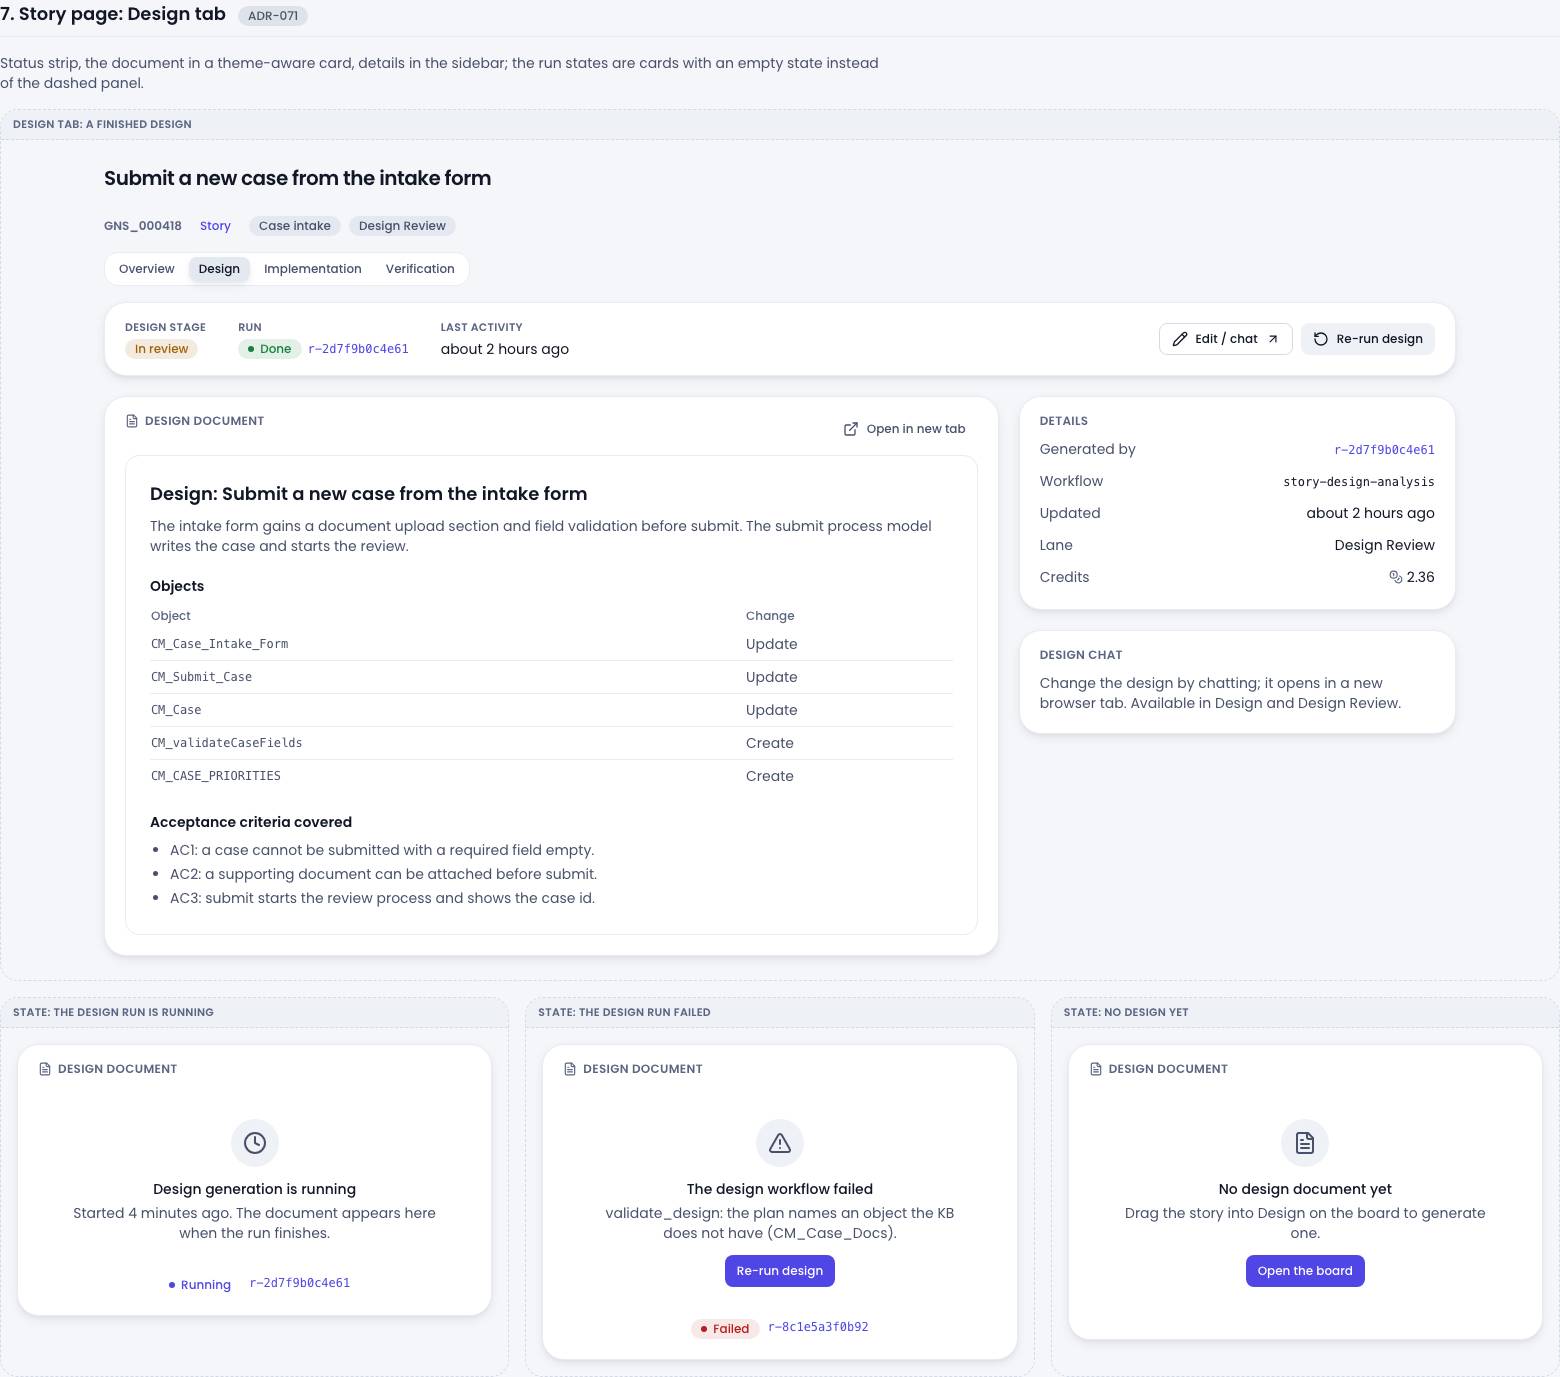 7. Story page: Design tab ADR-071
Status strip, the document in a theme-aware card, details in the sidebar; the run states are cards with an empty state instead
of the dashed panel.
DESIGN TAB: A FINISHED DESIGN
Submit a new case from the intake form
GNS_000418 Story Case intake Design Review
Overview Design Implementation Verification
DESIGN STAGE RUN LAST ACTIVITY
In review Done r-2d7f9b0c4e61 about 2 hours ago
Edit / chat Re-run design
DESIGN DOCUMENT
Open in new tab
Design: Submit a new case from the intake form
The intake form gains a document upload section and field validation before submit. The submit process model
writes the case and starts the review.
Objects
Object Change
CM_Case_Intake_Form Update
CM_Submit_Case Update
CM_Case Update
CM_validateCaseFields Create
CM_CASE_PRIORITIES Create
Acceptance criteria covered
• AC1: a case cannot be submitted with a required field empty.
• AC2: a supporting document can be attached before submit.
• AC3: submit starts the review process and shows the case id.
DETAILS
Generated by r-2d7f9b0c4e61
Workflow story-design-analysis
Updated about 2 hours ago
Lane Design Review
Credits 2.36
DESIGN CHAT
Change the design by chatting; it opens in a new
browser tab. Available in Design and Design Review.
STATE: THE DESIGN RUN IS RUNNING
DESIGN DOCUMENT
Design generation is running
Started 4 minutes ago. The document appears here
when the run finishes.
Running r-2d7f9b0c4e61
STATE: THE DESIGN RUN FAILED
DESIGN DOCUMENT
The design workflow failed
validate_design: the plan names an object the KB
does not have (CM_Case_Docs).
Re-run design
Failed r-8c1e5a3f0b92
STATE: NO DESIGN YET
DESIGN DOCUMENT
No design document yet
Drag the story into Design on the board to generate
one.
Open the board